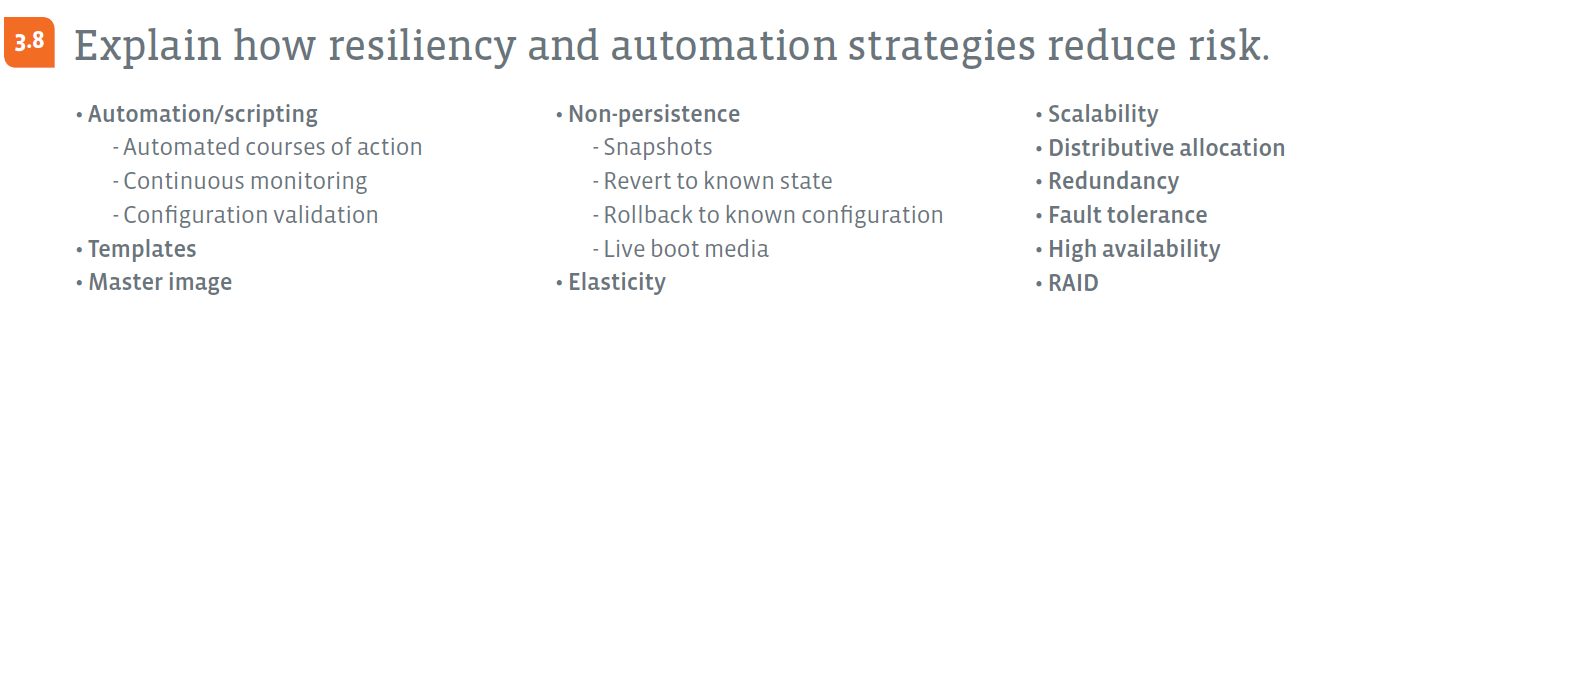 3.8 Explain how resiliency and automation strategies reduce risk.
• Automation/scripting
- Automated courses of action
- Continuous monitoring
- Configuration validation
• Templates
• Master image
• Non-persistence
- Snapshots
- Revert to known state
- Rollback to known configuration
- Live boot media
• Elasticity
• Scalability
• Distributive allocation
• Redundancy
• Fault tolerance
• High availability
• RAID